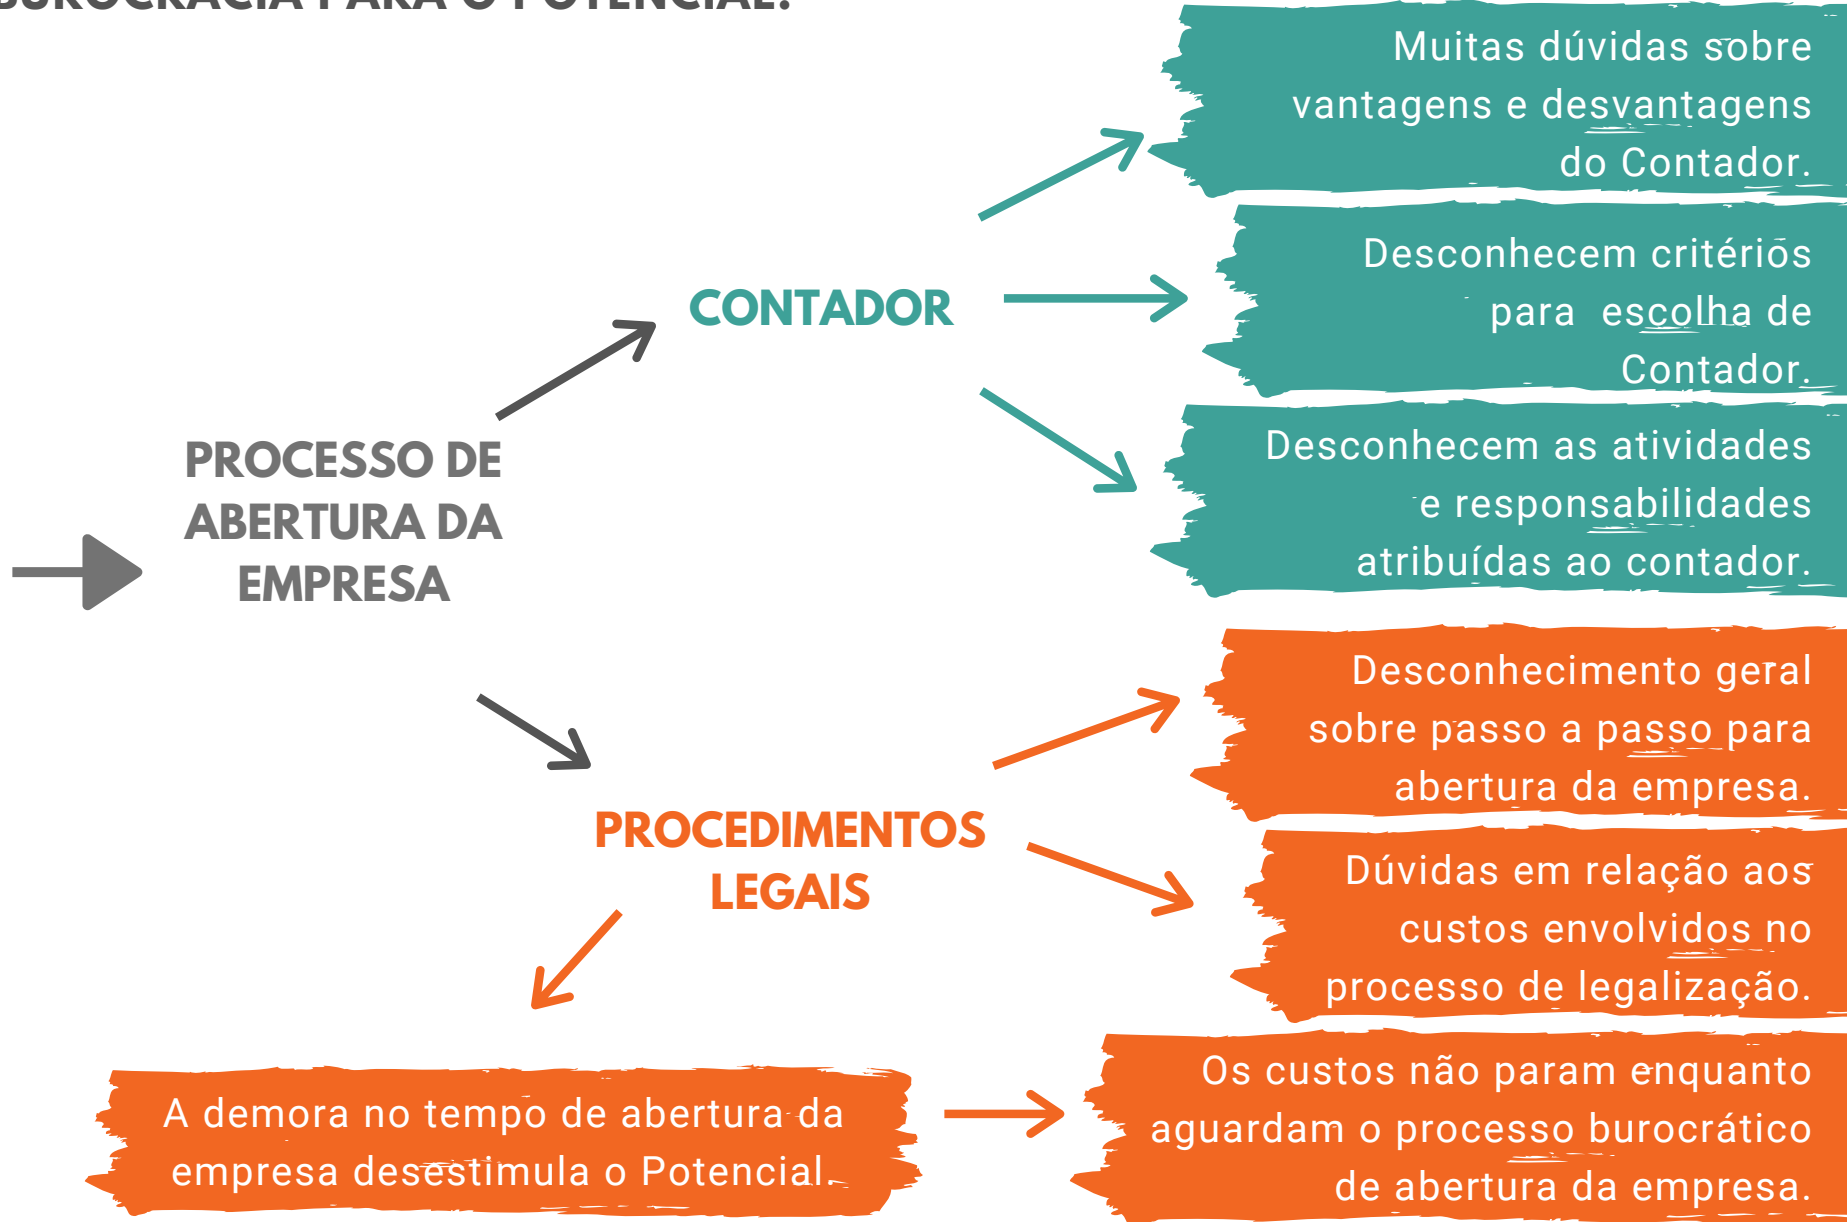 BUROCRACIA PARA O POTENCIAL.
Muitas dúvidas sobre
vantagens e desvantagens
do Contador.
CONTADOR
Desconhecem critérios
para escolha de
Contador.
Desconhecem as atividades
e responsabilidades
atribuídas ao contador.
PROCESSO DE
ABERTURA DA
EMPRESA
PROCEDIMENTOS
LEGAIS
Desconhecimento geral
sobre passo a passo para
abertura da empresa.
Dúvidas em relação aos
custos envolvidos no
processo de legalização.
A demora no tempo de abertura da
empresa desestimula o Potencial.
Os custos não param enquanto
aguardam o processo burocrático
de abertura da empresa.